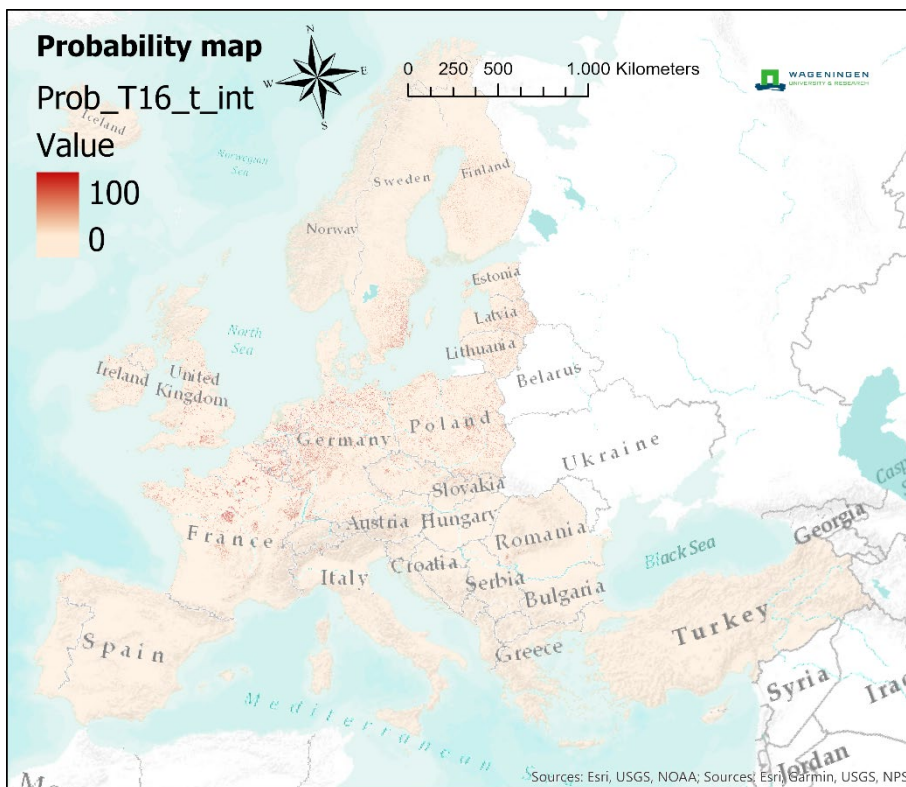 Probability map
Prob_T16_t_int
Value
100
0
N
W
E
S
0 250 500 1.000 Kilometers
WAGENINGEN
UNIVERSITY & RESEARCH
Iceland
Norwegian
Sea
Sweden
Finland
Norway
Estonia
Latvia
Lithuania
North
Sea
Ireland
United
Kingdom
Belarus
Germany
Poland
Ukraine
Slovakia
Austria
Hungary
France
Romania
Croatia
Italy
Serbia
Black Sea
Georgia
Bulgaria
Spain
Turkey
Greece
Syria
Mediterranean S
Jordan
Sources: Esri, USGS, NOAA; Sources: Esri, Garmin, USGS, NPS